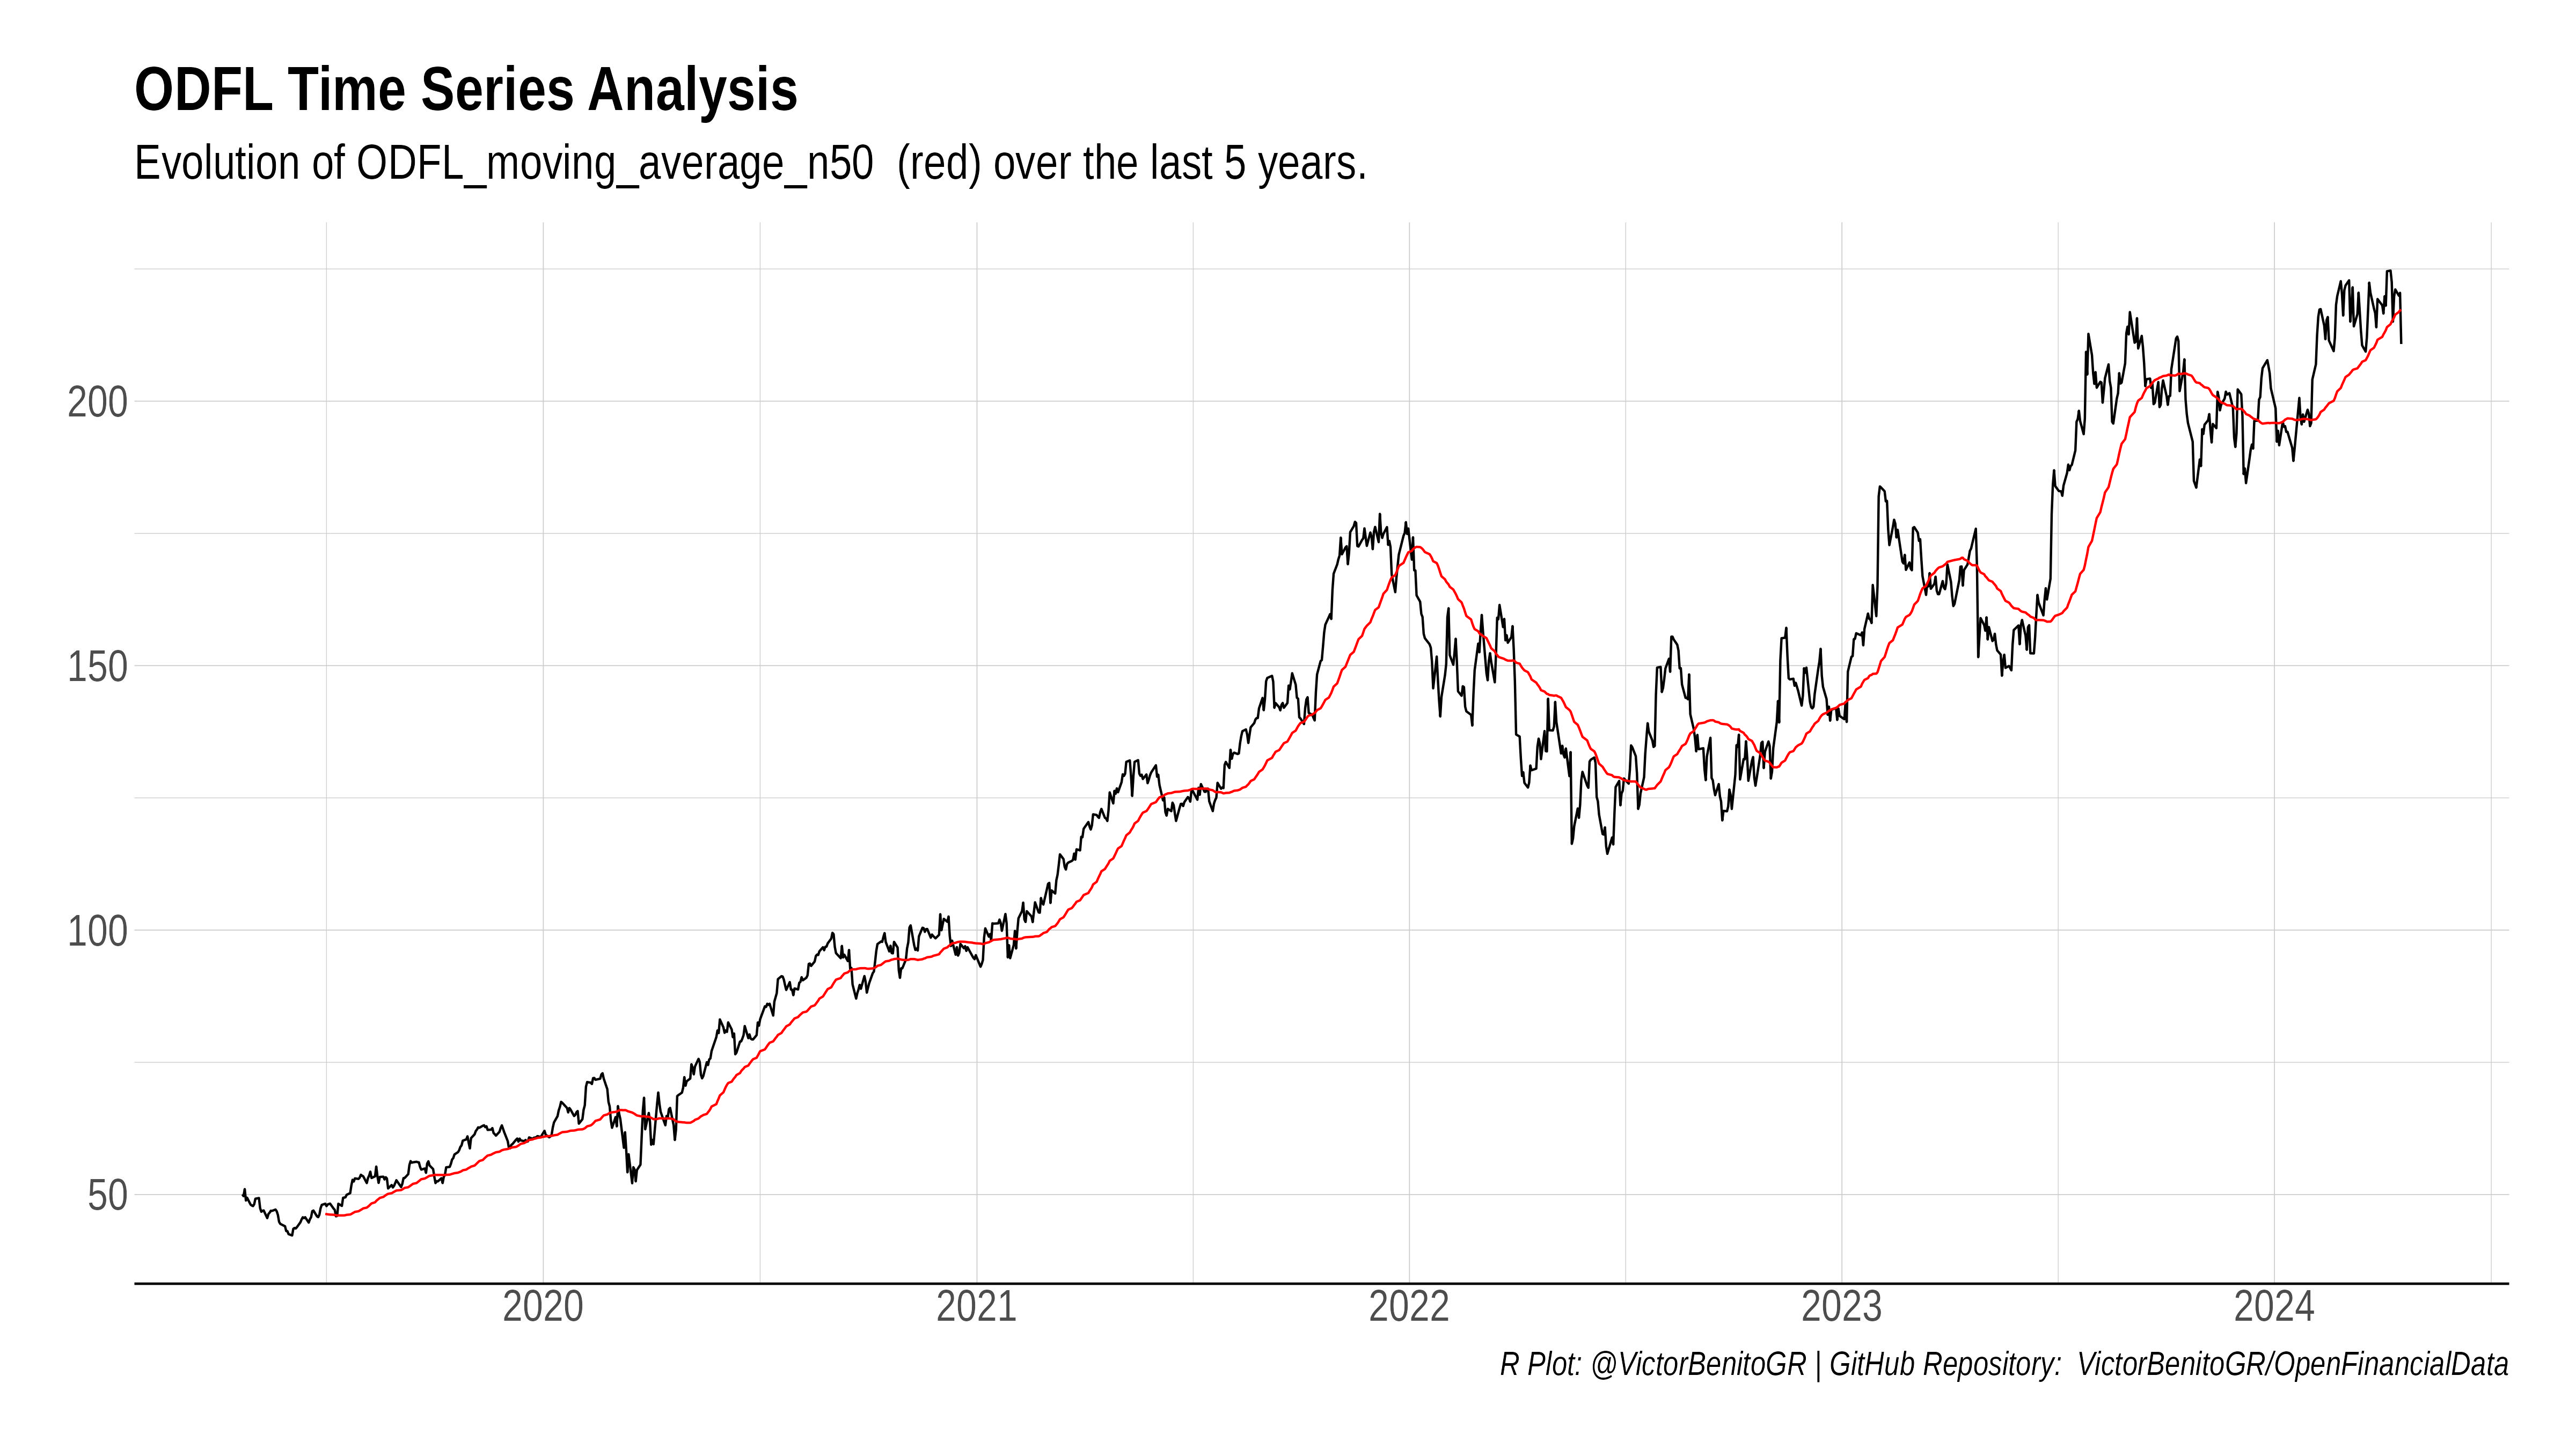 ODFL Time Series Analysis
Evolution of ODFL_moving_average_n50  (red) over the last 5 years.
200
150
100
50
2020 2021 2022 2023 2024
R Plot: @VictorBenitoGR | GitHub Repository:  VictorBenitoGR/OpenFinancialData